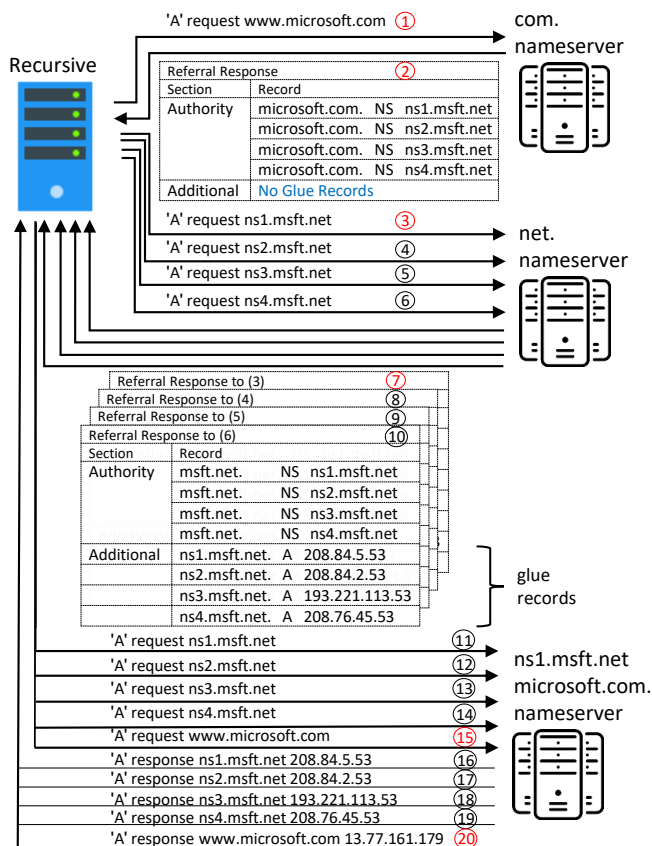 'A' request www.microsoft.com 1
com.
nameserver
Recursive
Referral Response 2
Section Record
Authority microsoft.com. NS ns1.msft.net
microsoft.com. NS ns2.msft.net
microsoft.com. NS ns3.msft.net
microsoft.com. NS ns4.msft.net
Additional No Glue Records
'A' request ns1.msft.net 3
'A' request ns2.msft.net 4
'A' request ns3.msft.net 5
'A' request ns4.msft.net 6
net.
nameserver
Referral Response to (3) 7
Referral Response to (4) 8
Referral Response to (5) 9
Referral Response to (6) 10
Section Record
Authority msft.net. NS ns1.msft.net
msft.net. NS ns2.msft.net
msft.net. NS ns3.msft.net
msft.net. NS ns4.msft.net
Additional ns1.msft.net. A 208.84.5.53
ns2.msft.net. A 208.84.2.53
ns3.msft.net. A 193.221.113.53
ns4.msft.net. A 208.76.45.53
glue
records
'A' request ns1.msft.net 11
'A' request ns2.msft.net 12
'A' request ns3.msft.net 13
'A' request ns4.msft.net 14
'A' request www.microsoft.com 15
ns1.msft.net
microsoft.com.
nameserver
'A' response ns1.msft.net 208.84.5.53 16
'A' response ns2.msft.net 208.84.2.53 17
'A' response ns3.msft.net 193.221.113.53 18
'A' response ns4.msft.net 208.76.45.53 19
'A' response www.microsoft.com 13.77.161.179 20